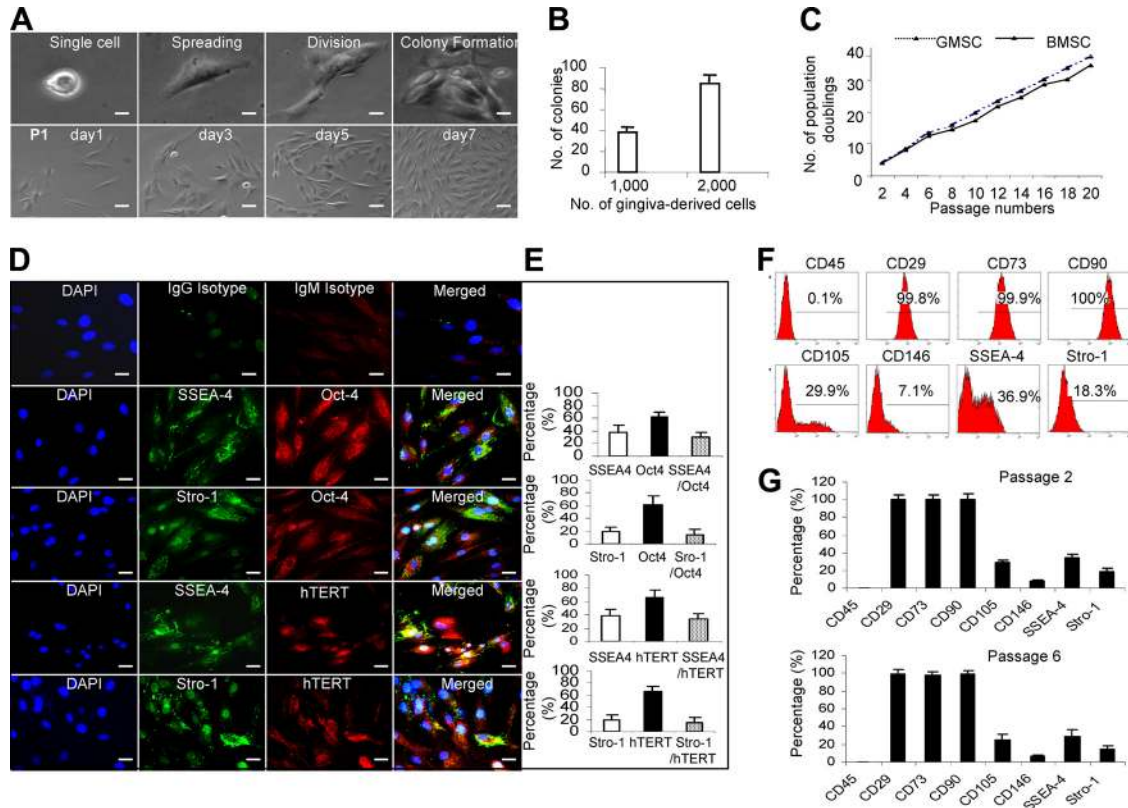 A
Single cell
Spreading
Division
Colony Formation
P1 day1
day3
day5
day7
B
No. of colonies
100
80
60
40
20
0
1,000
2,000
No. of gingiva-derived cells
C
GMSC
BMSC
No. of population
doublings
40
30
20
10
0
2 4 6 8 10 12 14 16 18 20
Passage numbers
D
DAPI
IgG Isotype
IgM Isotype
Merged
DAPI
SSEA-4
Oct-4
Merged
DAPI
Stro-1
Oct-4
Merged
DAPI
SSEA-4
hTERT
Merged
DAPI
Stro-1
hTERT
Merged
E
Percentage
(%)
100
80
60
40
20
0
SSEA4 Oct4 SSEA4
/Oct4
Percentage
(%)
100
80
60
40
20
0
Stro-1 Oct4 Sro-1
/Oct4
Percentage
(%)
100
80
60
40
20
0
SSEA4 hTERT SSEA4
/hTERT
Percentage
(%)
100
80
60
40
20
0
Stro-1 hTERT Stro-1
/hTERT
F
CD45
0.1%
CD29
99.8%
CD73
99.9%
CD90
100%
CD105
29.9%
CD146
7.1%
SSEA-4
36.9%
Stro-1
18.3%
G
Passage 2
Percentage (%)
120
100
80
60
40
20
0
CD45
CD29
CD73
CD90
CD105
CD146
SSEA-4
Stro-1
Passage 6
Percentage (%)
120
100
80
60
40
20
0
CD45
CD29
CD73
CD90
CD105
CD146
SSEA-4
Stro-1